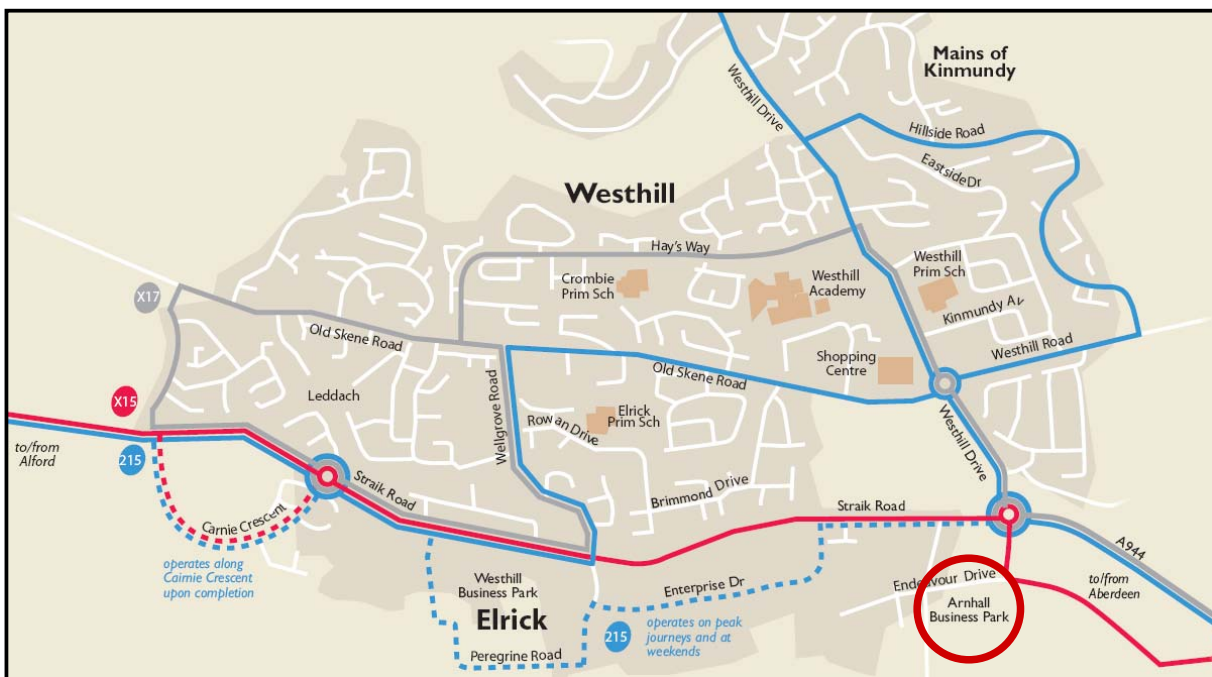 Mains of
Kinmundy
Westhill Drive
Hillside Road
Eastside Dr
Westhill
Hay's Way
Crombie
Prim Sch
Westhill
Academy
Westhill
Prim Sch
Kinmundy Av
X17
Old Skene Road
Westhill Road
Shopping
Centre
Old Skene Road
Leddach
X15
Wellgrove Road
Rowan Drive
Elrick
Prim Sch
Westhill Drive
to/from
Alford
215
Straik Road
Brimmond Drive
Straik Road
Carnie Crescent
A944
operates along
Cairnie Crescent
upon completion
Westhill
Business Park
Enterprise Dr
Endeavour Drive
to/from
Aberdeen
Arnhall
Business Park
Elrick
215
operates on peak
journeys and at
weekends
Peregrine Road